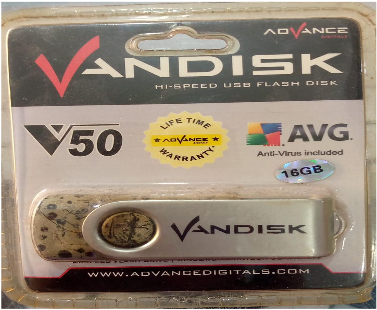 ADVANCE
VANDISK
HI-SPEED USB FLASH DISK
V50
LIFE TIME
ADVANCE
WARRANTY
AVG.
Anti-Virus included
16GB
VANDISK
WWW.ADVANCEDIGITALS.COM